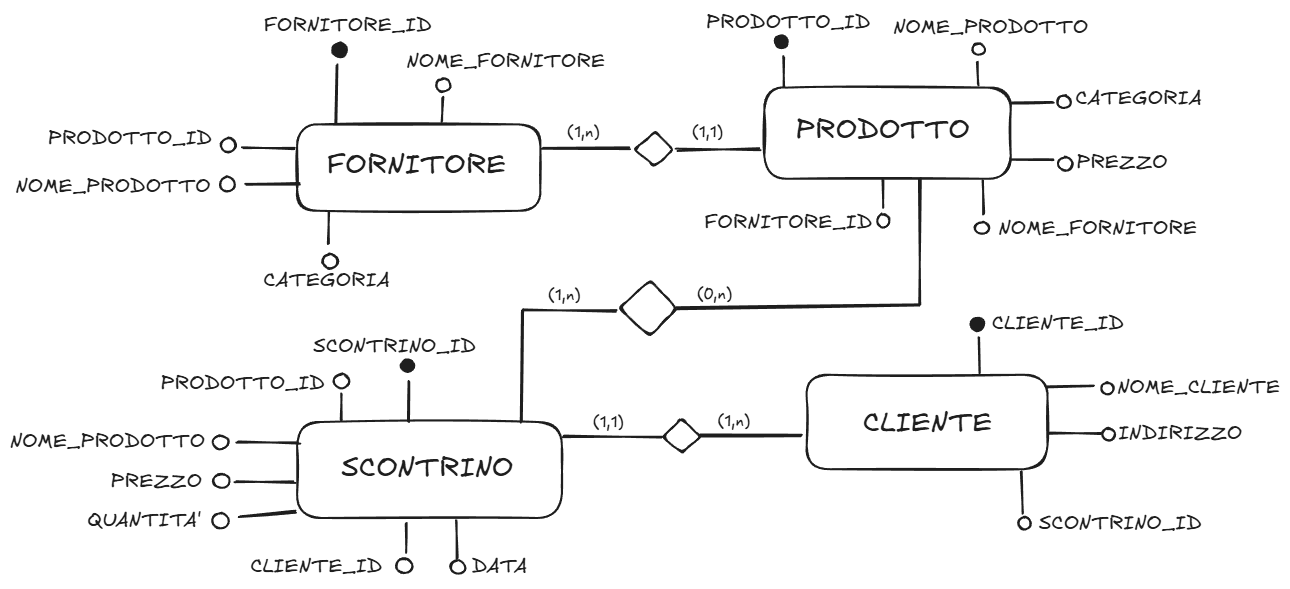 FORNITORE_ID
NOME_FORNITORE
PRODOTTO_ID
NOME_PRODOTTO
FORNITORE
CATEGORIA
(1,n)
(1,1)
PRODOTTO_ID
NOME_PRODOTTO
CATEGORIA
PRODOTTO
PREZZO
FORNITORE_ID
NOME_FORNITORE
(1,n)
(0,n)
SCONTRINO_ID
PRODOTTO_ID
NOME_PRODOTTO
SCONTRINO
PREZZO
QUANTITA'
CLIENTE_ID
DATA
(1,1)
(1,n)
CLIENTE_ID
NOME_CLIENTE
CLIENTE
INDIRIZZO
SCONTRINO_ID